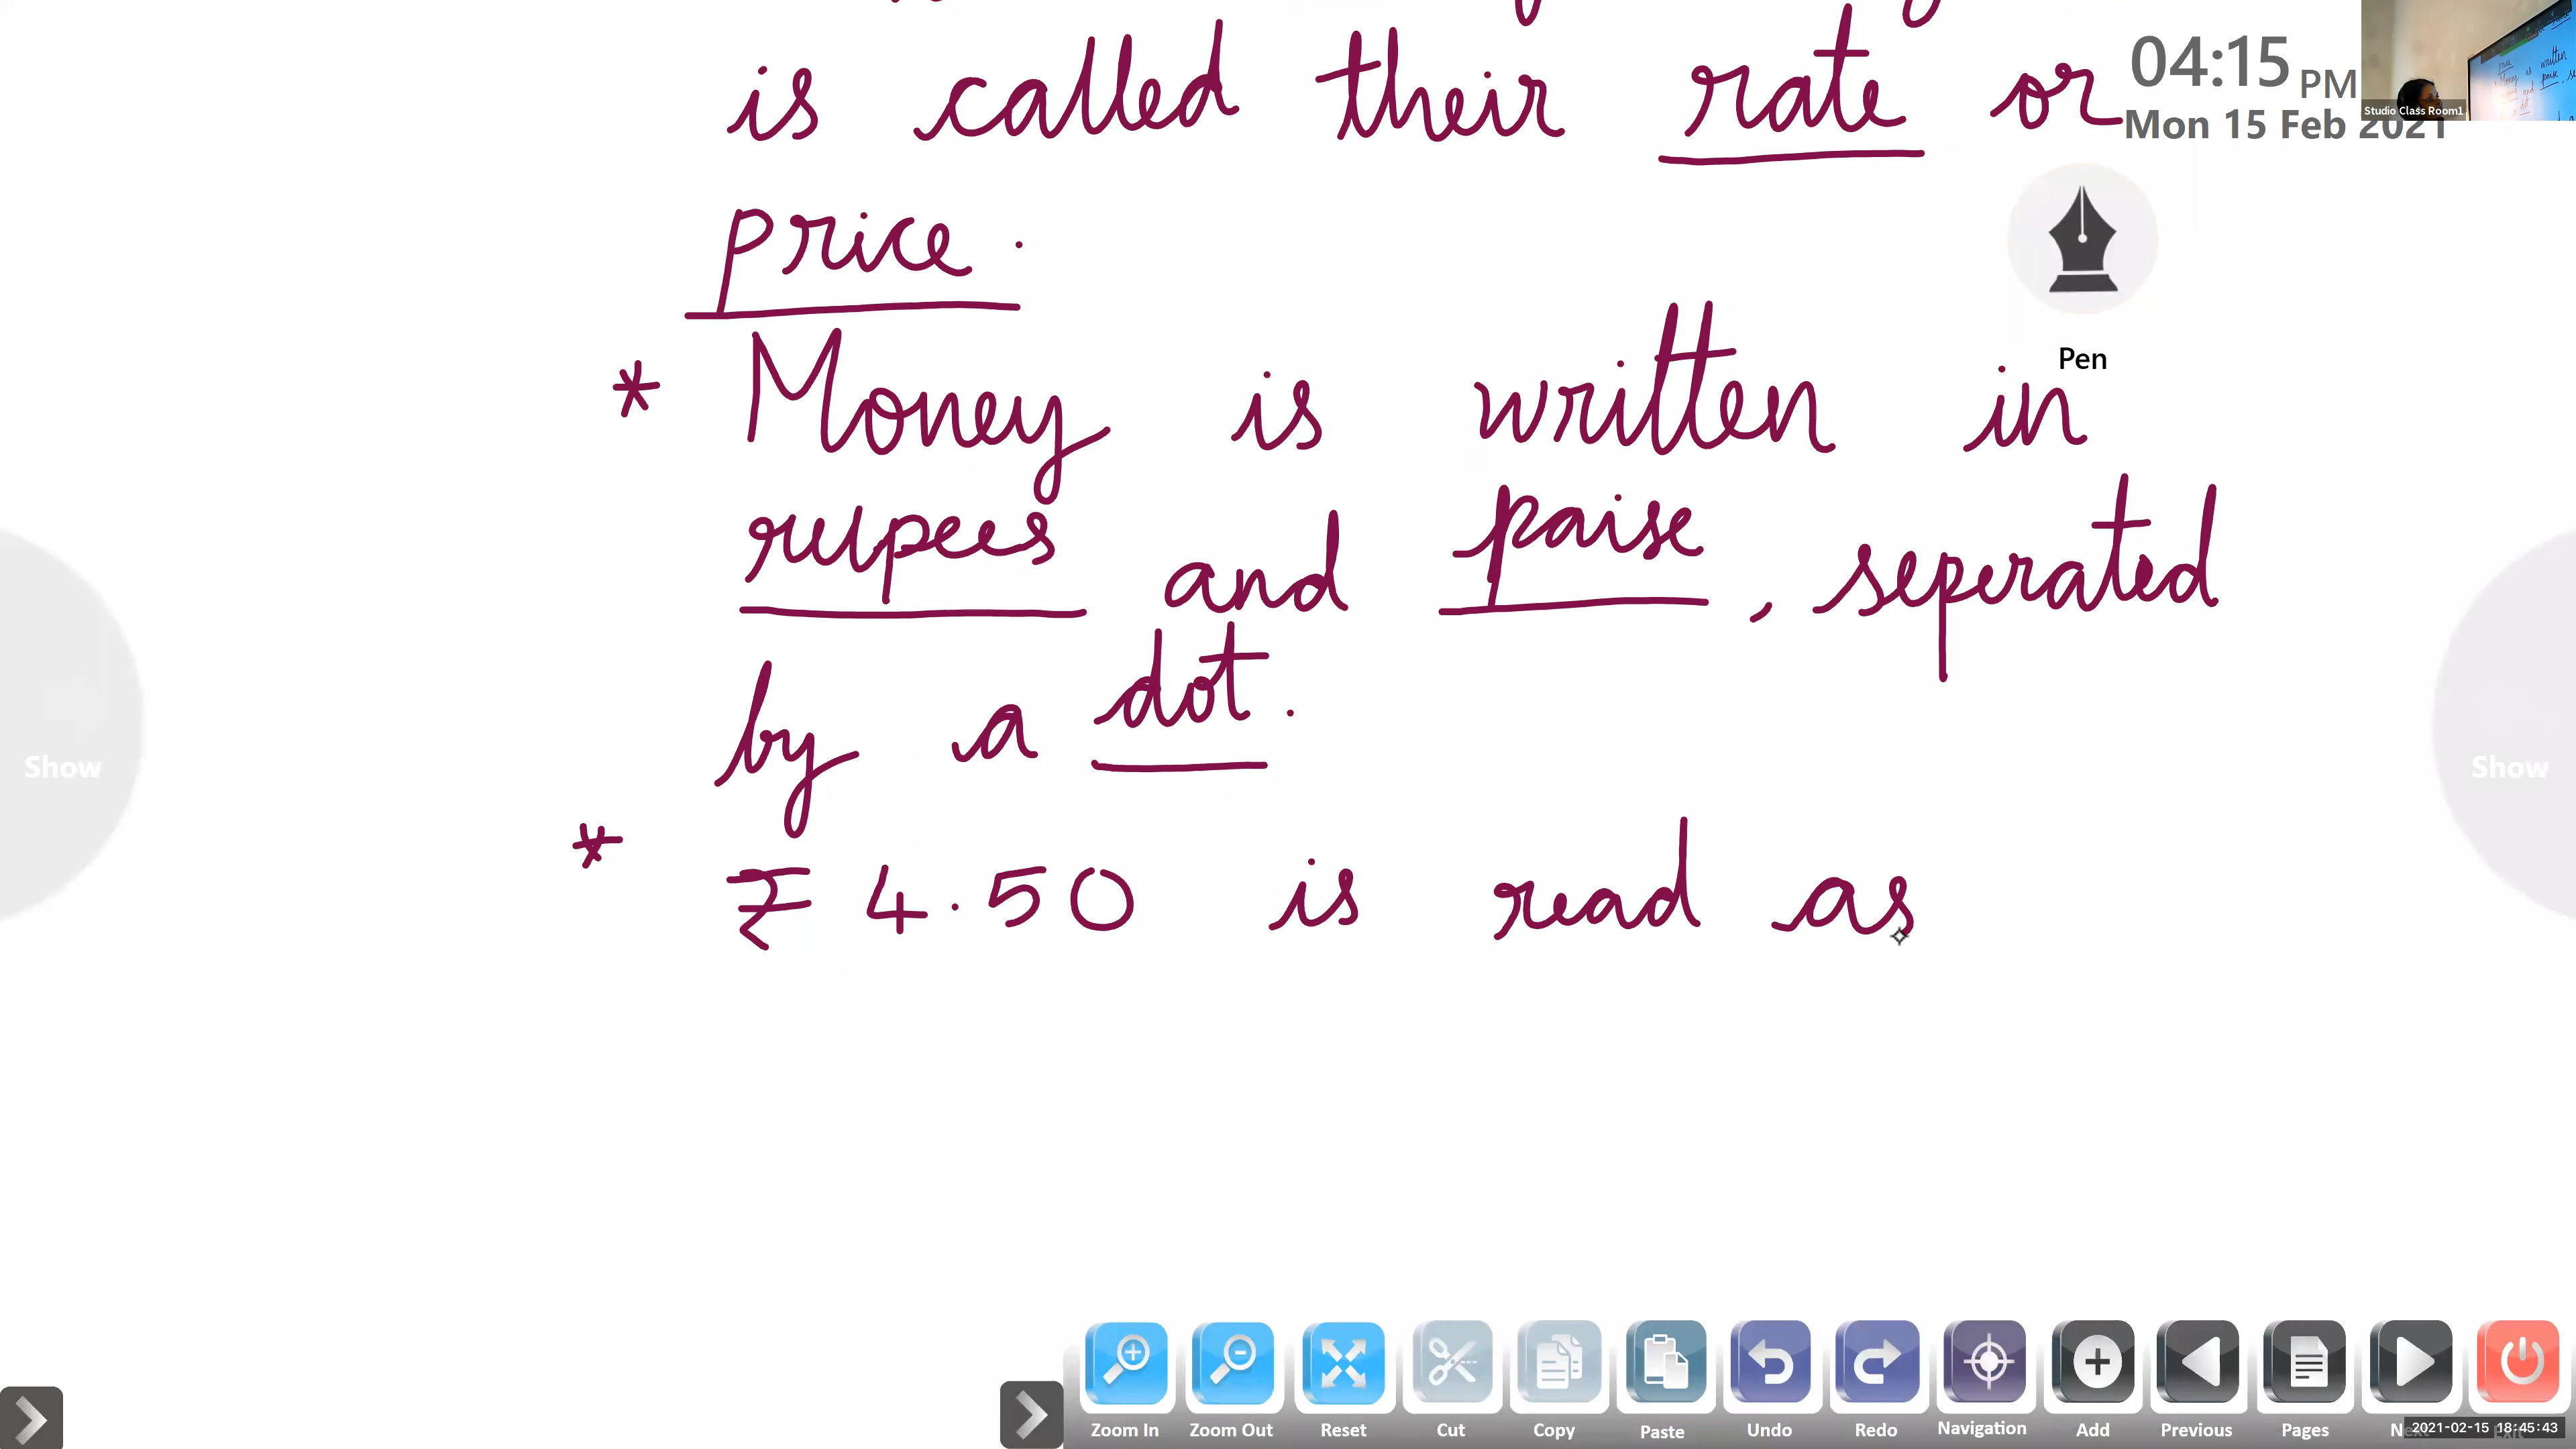 is called their rate or
price.
* Money is written in
rupees and paise, seperated
by a dot.
* ₹ 4.50 is read as
04:15 PM
Mon 15 Feb 2021
Studio Class Room1
Pen
Show
Show
Zoom In Zoom Out Reset Cut Copy Paste Undo Redo Navigation Add Previous Pages
2021-02-15 18:45:43